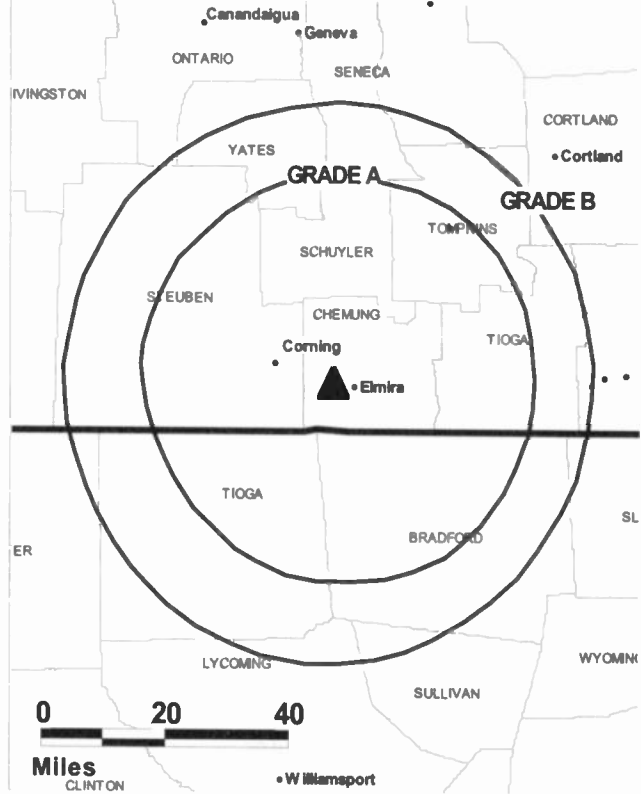 Canandaigua
Geneva
ONTARIO
SENECA
IVINGSTON
CORTLAND
Cortland
YATES
GRADE A
GRADE B
TOMPKINS
SCHUYLER
STEUBEN
CHEMUNG
TIOGA
Corning
Elmira
TIOGA
BRADFORD
SL
ER
LYCOMING
WYOMING
SULLIVAN
0 20 40
Miles
CLINTON
Williamsport